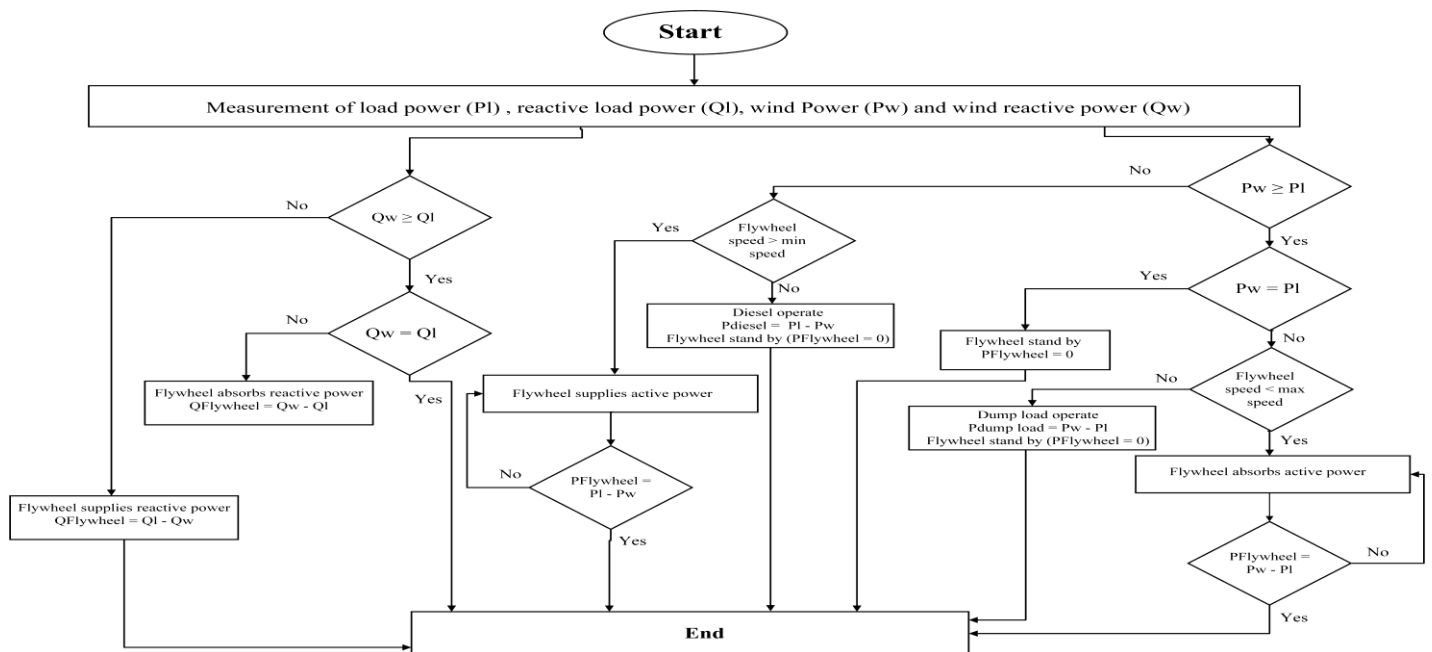 Start
Measurement of load power (Pl) , reactive load power (Ql), wind Power (Pw) and wind reactive power (Qw)
No
Pw ≥ Pl
No
Qw ≥ Ql
Yes
Flywheel
speed > min
speed
Yes
Yes
Yes
Pw = Pl
No
No
Qw = Ql
Diesel operate
Pdiesel = Pl - Pw
Flywheel stand by (PFlywheel = 0)
Flywheel stand by
PFlywheel = 0
No
Flywheel
speed < max
speed
No
Flywheel absorbs reactive power
QFlywheel = Qw - Ql
Yes
Flywheel supplies active power
Dump load operate
Pdump load = Pw - Pl
Flywheel stand by (PFlywheel = 0)
Yes
Flywheel absorbs active power
No
PFlywheel =
Pl - Pw
Flywheel supplies reactive power
QFlywheel = Ql - Qw
Yes
PFlywheel =
Pw - Pl
No
Yes
End